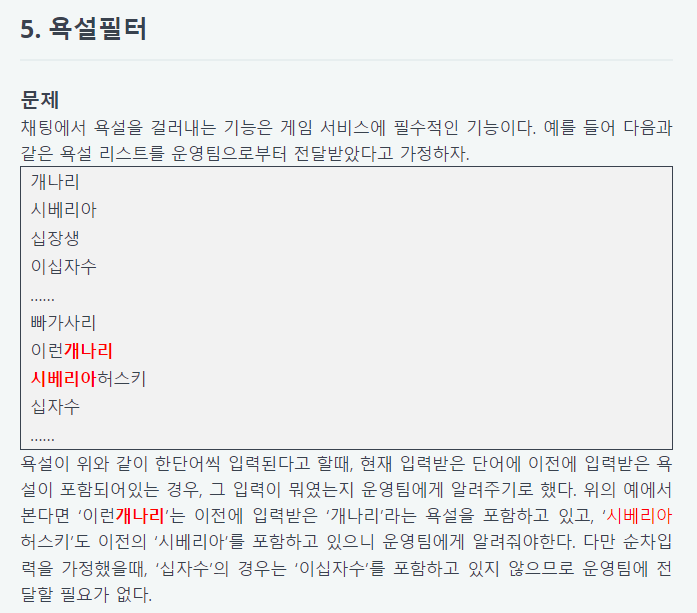 5. 욕설필터
문제
채팅에서 욕설을 걸러내는 기능은 게임 서비스에 필수적인 기능이다. 예를 들어 다음과
같은 욕설 리스트를 운영팀으로부터 전달받았다고 가정하자.
개나리
시베리아
십장생
이십자수
……
빠가사리
이런개나리
시베리아허스키
십자수
……
욕설이 위와 같이 한단어씩 입력된다고 할때, 현재 입력받은 단어에 이전에 입력받은 욕
설이 포함되어있는 경우, 그 입력이 뭐였는지 운영팀에게 알려주기로 했다. 위의 예에서
본다면 ‘이런개나리’는 이전에 입력받은 ‘개나리’라는 욕설을 포함하고 있고, ‘시베리아
허스키’도 이전의 ‘시베리아’를 포함하고 있으니 운영팀에게 알려줘야한다. 다만 순차입
력을 가정했을때, ‘십자수’의 경우는 ‘이십자수’를 포함하고 있지 않으므로 운영팀에 전
달할 필요가 없다.